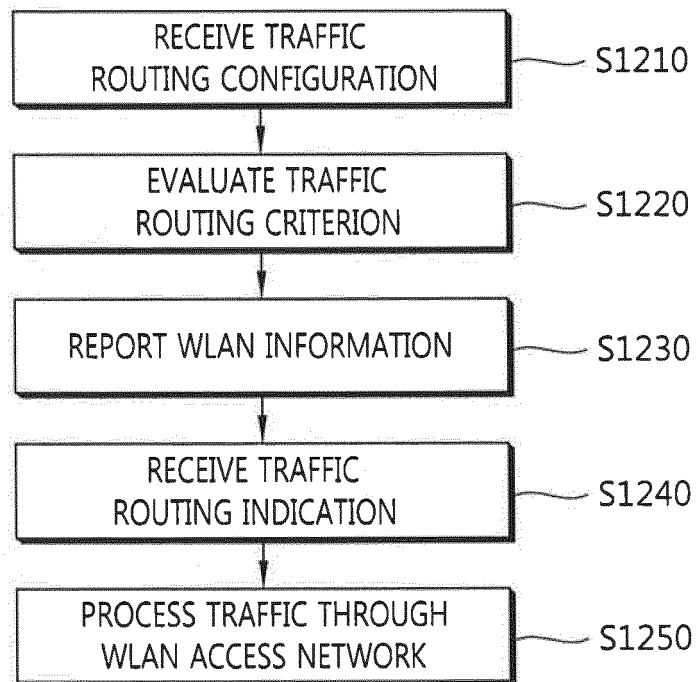 RECEIVE TRAFFIC
ROUTING CONFIGURATION
S1210
EVALUATE TRAFFIC
ROUTING CRITERION
S1220
REPORT WLAN INFORMATION
S1230
RECEIVE TRAFFIC
ROUTING INDICATION
S1240
PROCESS TRAFFIC THROUGH
WLAN ACCESS NETWORK
S1250